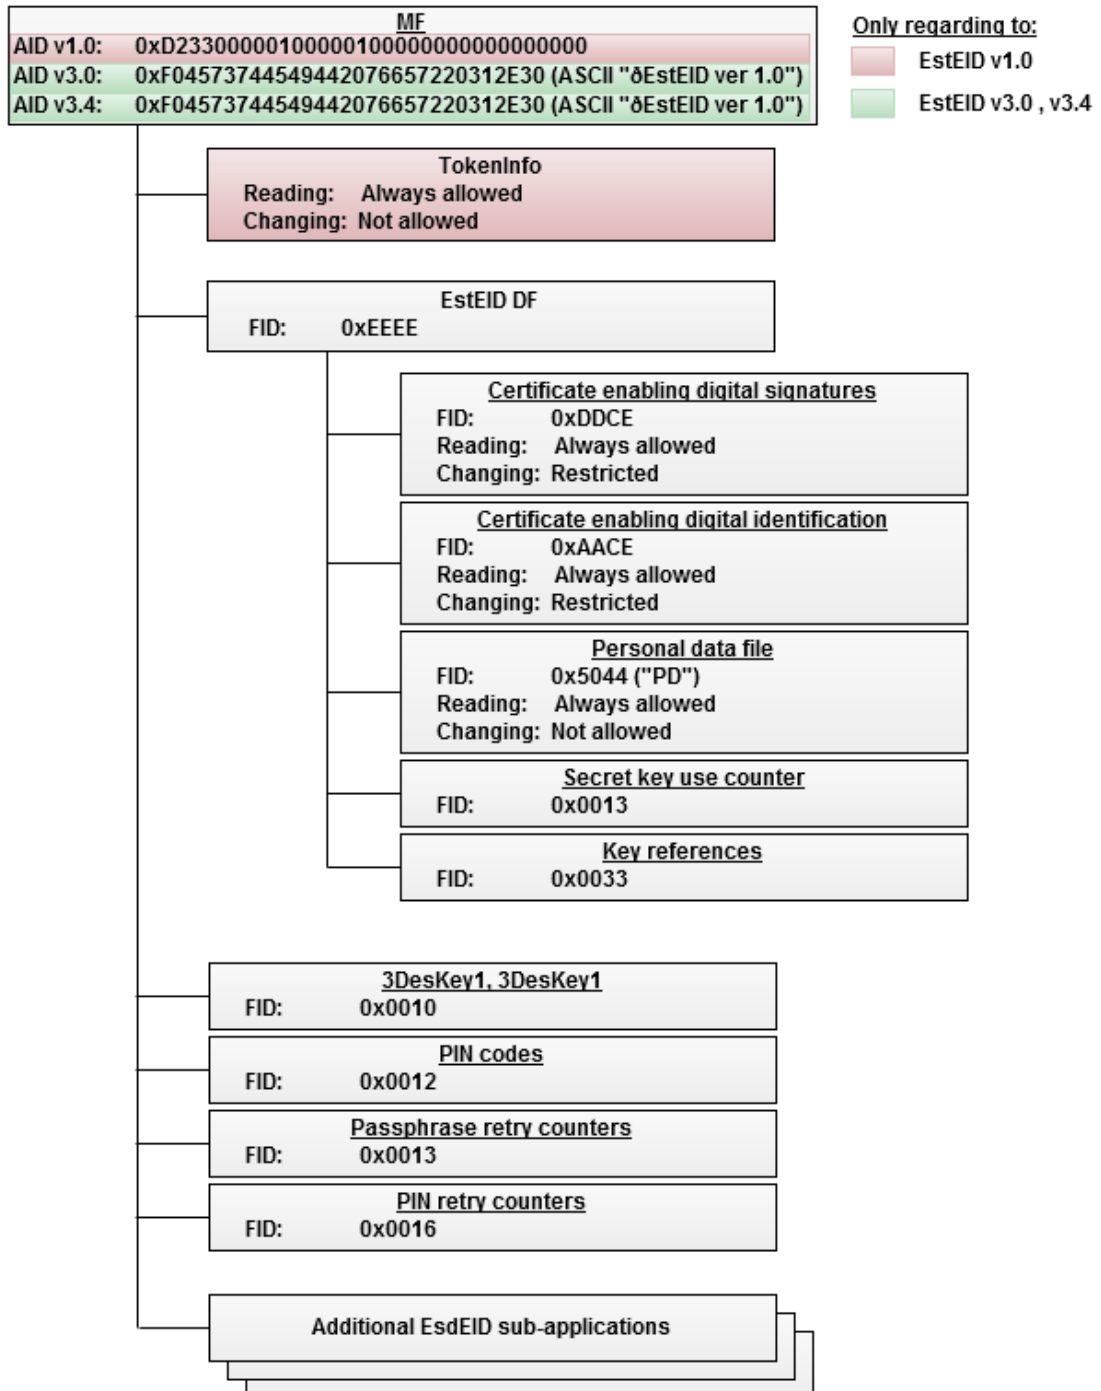 MF
AID v1.0: 0xD2330000010000010000000000000000
AID v3.0: 0xF04573744549442076657220312E30 (ASCII "ðEstEID ver 1.0")
AID v3.4: 0xF04573744549442076657220312E30 (ASCII "ðEstEID ver 1.0")
Only regarding to:
EstEID v1.0
EstEID v3.0 , v3.4
TokenInfo
Reading: Always allowed
Changing: Not allowed
EstEID DF
FID: 0xEEEE
Certificate enabling digital signatures
FID: 0xDDCE
Reading: Always allowed
Changing: Restricted
Certificate enabling digital identification
FID: 0xAACE
Reading: Always allowed
Changing: Restricted
Personal data file
FID: 0x5044 ("PD")
Reading: Always allowed
Changing: Not allowed
Secret key use counter
FID: 0x0013
Key references
FID: 0x0033
3DesKey1, 3DesKey1
FID: 0x0010
PIN codes
FID: 0x0012
Passphrase retry counters
FID: 0x0013
PIN retry counters
FID: 0x0016
Additional EsdEID sub-applications